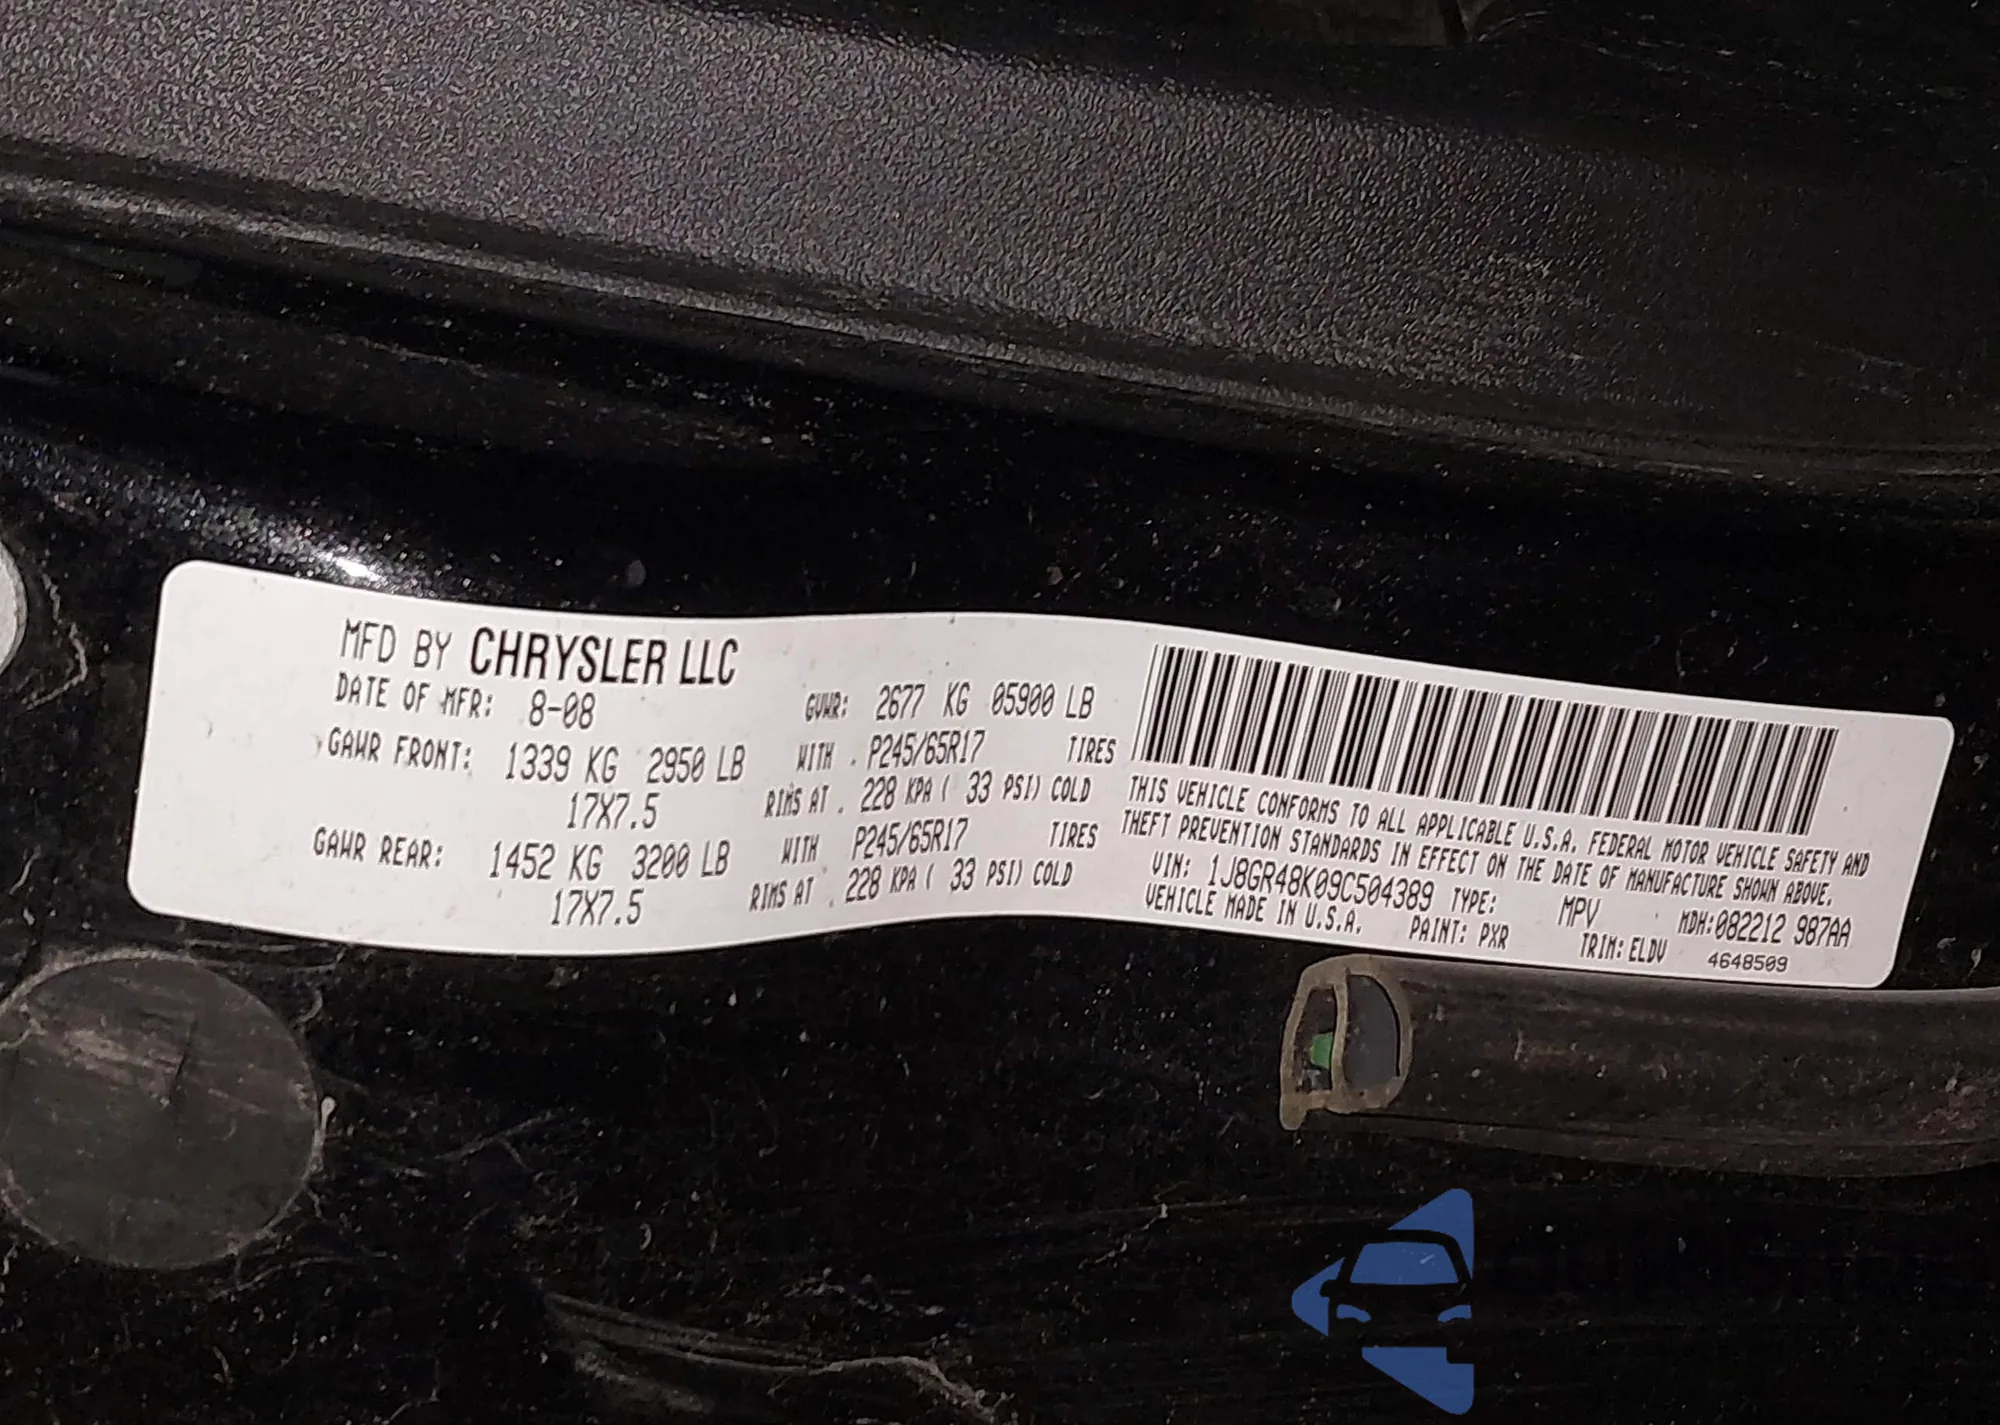 MFD BY CHRYSLER LLC
DATE OF MFR: 8-08 GVWR: 2677 KG 05900 LB
GAWR FRONT: 1339 KG 2950 LB WITH P245/65R17 TIRES
17X7.5 RIMS AT 228 KPA ( 33 PSI) COLD
GAWR REAR: 1452 KG 3200 LB WITH P245/65R17 TIRES
17X7.5 RIMS AT 228 KPA ( 33 PSI) COLD
THIS VEHICLE CONFORMS TO ALL APPLICABLE U.S.A. FEDERAL MOTOR VEHICLE SAFETY AND
THEFT PREVENTION STANDARDS IN EFFECT ON THE DATE OF MANUFACTURE SHOWN ABOVE.
VIN: 1J8GR48K09C504389 TYPE: MPV MDH:082212 987AA
VEHICLE MADE IN U.S.A. PAINT: PXR TRIM: ELDV 4648509